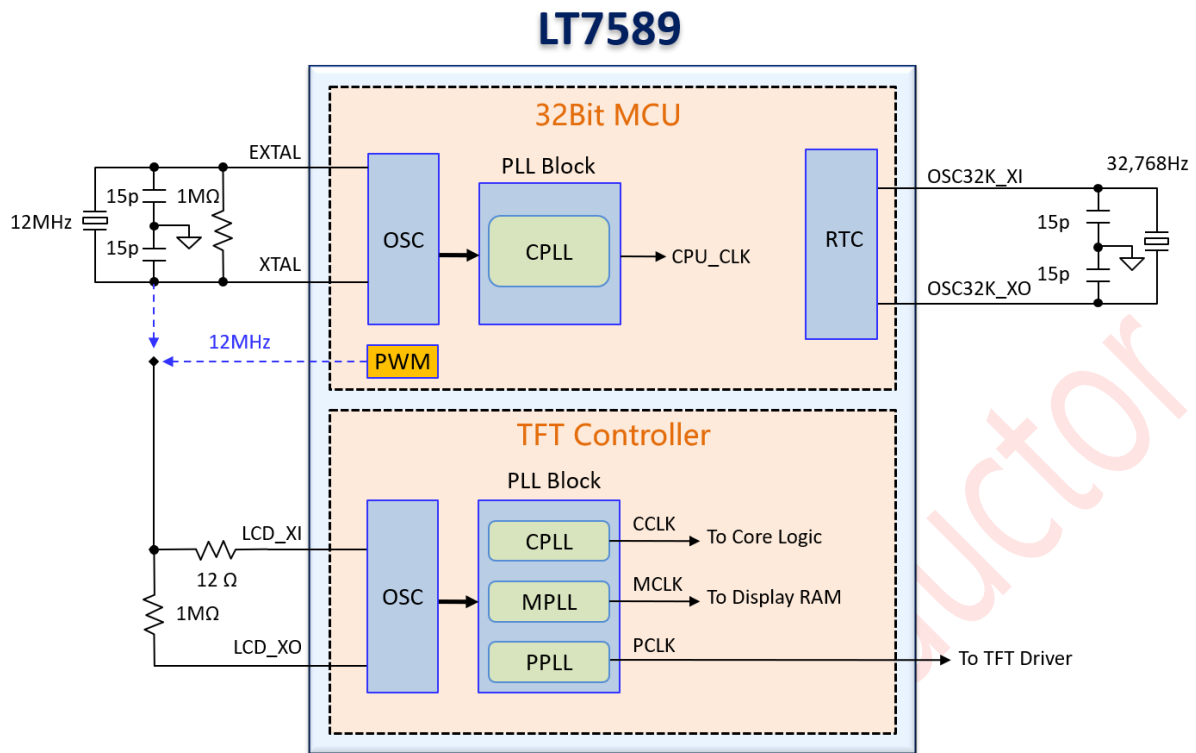 LT7589
32Bit MCU
EXTAL
PLL Block
OSC32K_XI
32,768Hz
15p
1MΩ
12MHz
15p
OSC
CPLL
CPU_CLK
RTC
15p
15p
XTAL
OSC32K_XO
12MHz
PWM
TFT Controller
PLL Block
LCD_XI
12 Ω
1MΩ
LCD_XO
OSC
CPLL
CCLK
To Core Logic
MPLL
MCLK
To Display RAM
PPLL
PCLK
To TFT Driver
uctor